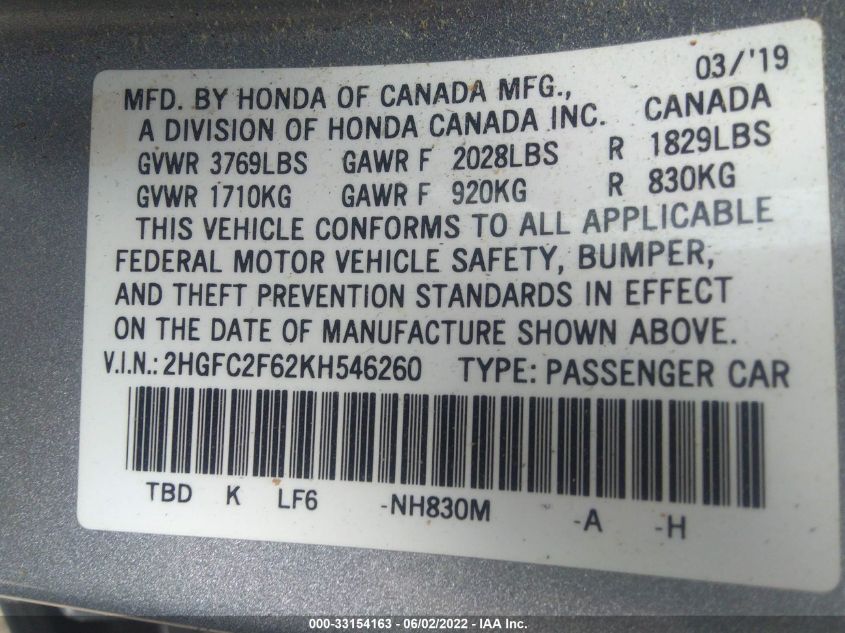 03/'19
MFD. BY HONDA OF CANADA MFG.,
A DIVISION OF HONDA CANADA INC. CANADA
GVWR 3769LBS GAWR F 2028LBS R 1829LBS
GVWR 1710KG GAWR F 920KG R 830KG
THIS VEHICLE CONFORMS TO ALL APPLICABLE
FEDERAL MOTOR VEHICLE SAFETY, BUMPER,
AND THEFT PREVENTION STANDARDS IN EFFECT
ON THE DATE OF MANUFACTURE SHOWN ABOVE.
V.I.N.: 2HGFC2F62KH546260 TYPE: PASSENGER CAR
TBD K LF6 -NH830M -A -H
000-33154163 - 06/02/2022 - IAA Inc.